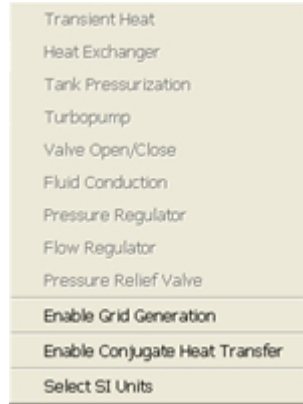 Transient Heat
Heat Exchanger
Tank Pressurization
Turbopump
Valve Open/Close
Fluid Conduction
Pressure Regulator
Flow Regulator
Pressure Relief Valve
Enable Grid Generation
Enable Conjugate Heat Transfer
Select SI Units